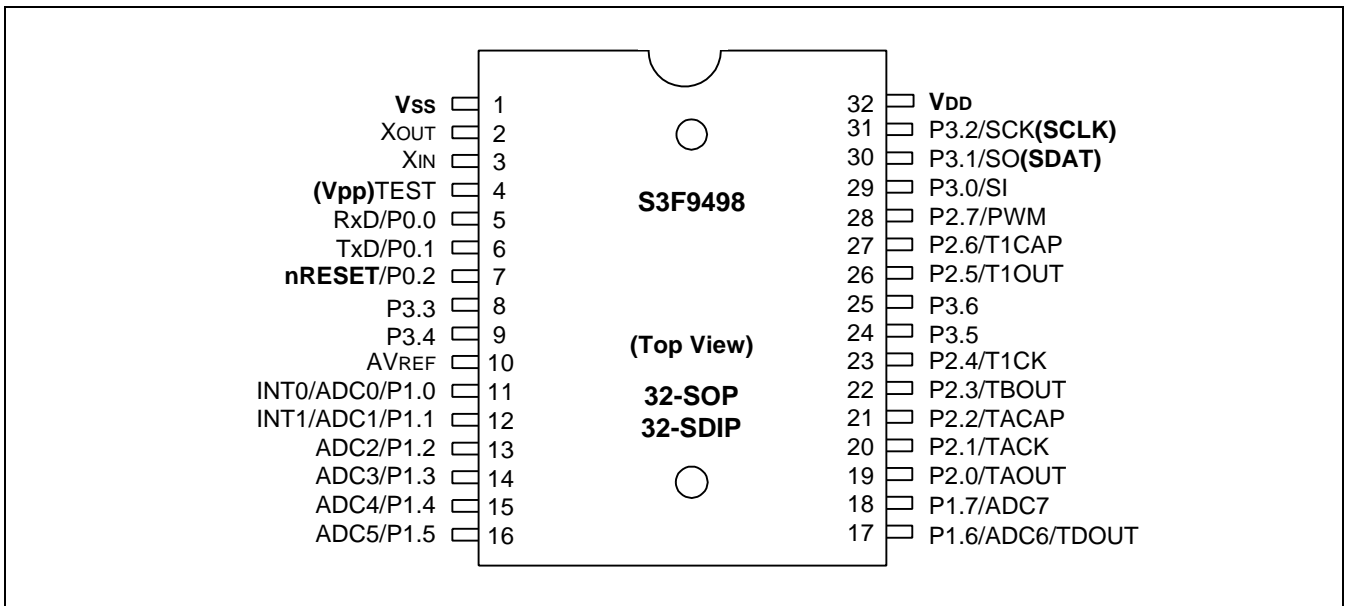 VSS 1
XOUT 2
XIN 3
(Vpp)TEST 4
RxD/P0.0 5
TxD/P0.1 6
nRESET/P0.2 7
P3.3 8
P3.4 9
AVREF 10
INT0/ADC0/P1.0 11
INT1/ADC1/P1.1 12
ADC2/P1.2 13
ADC3/P1.3 14
ADC4/P1.4 15
ADC5/P1.5 16
S3F9498
(Top View)
32-SOP
32-SDIP
32 VDD
31 P3.2/SCK(SCLK)
30 P3.1/SO(SDAT)
29 P3.0/SI
28 P2.7/PWM
27 P2.6/T1CAP
26 P2.5/T1OUT
25 P3.6
24 P3.5
23 P2.4/T1CK
22 P2.3/TBOUT
21 P2.2/TACAP
20 P2.1/TACK
19 P2.0/TAOUT
18 P1.7/ADC7
17 P1.6/ADC6/TDOUT